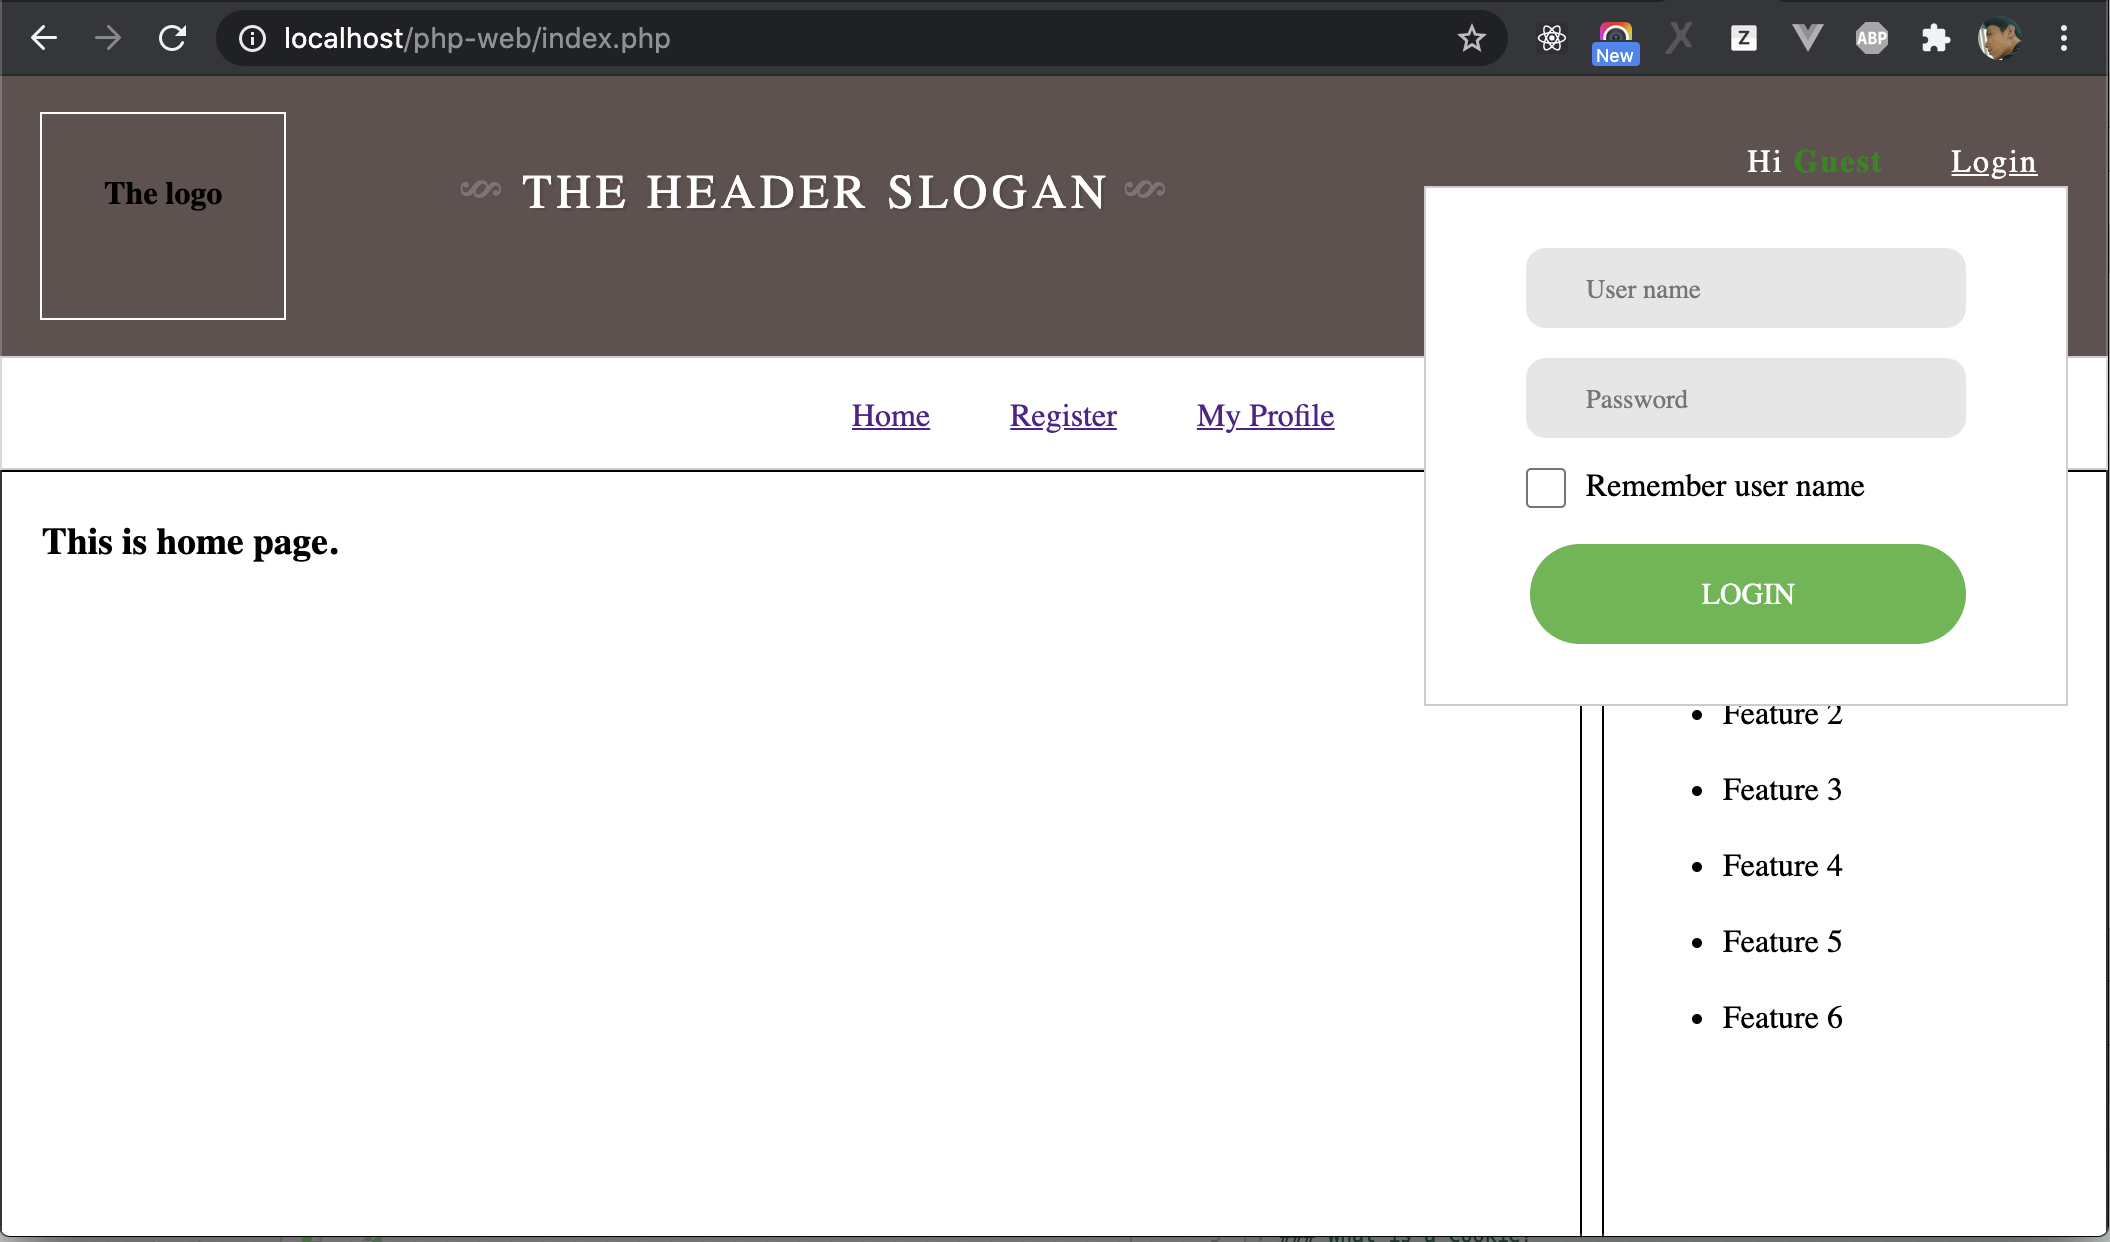 localhost/php-web/index.php
New
Z
ABP
The logo
THE HEADER SLOGAN
Hi Guest
Login
User name
Password
Remember user name
LOGIN
Home
Register
My Profile
This is home page.
Feature 2
Feature 3
Feature 4
Feature 5
Feature 6